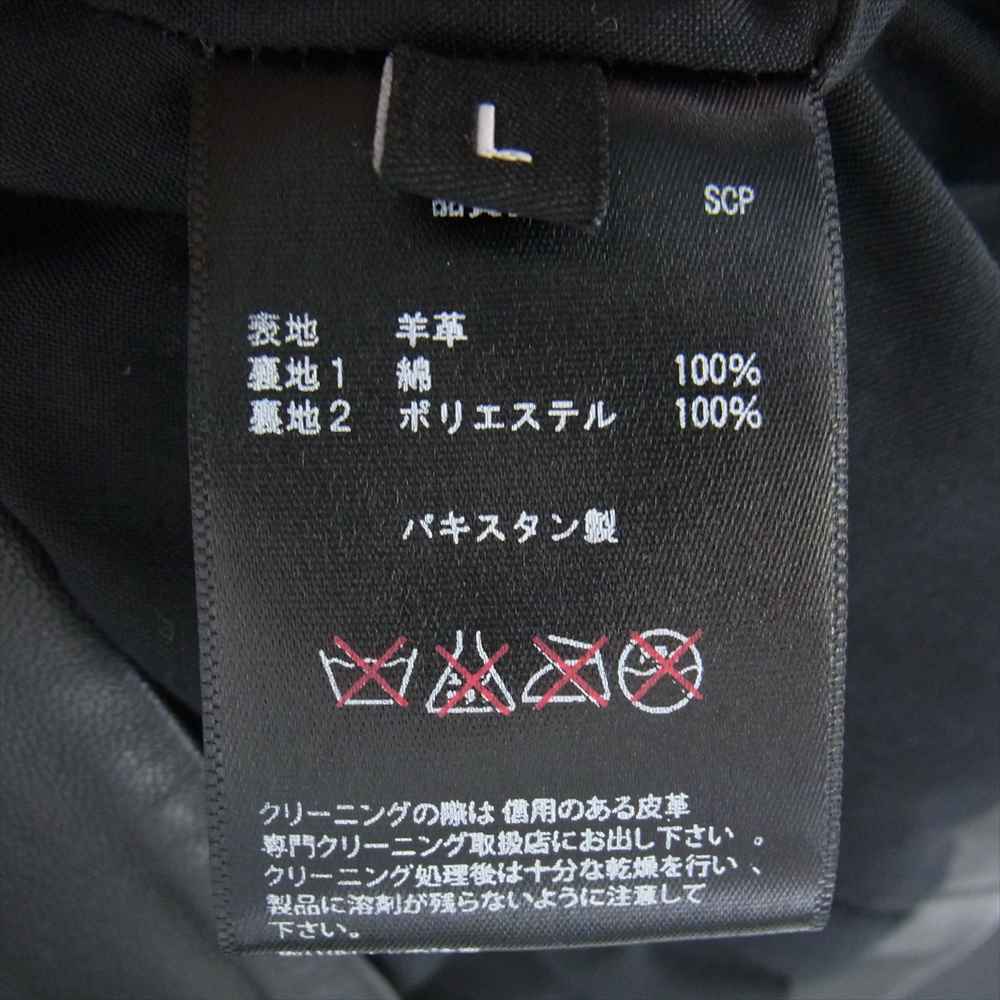 L
SCP
表地 羊革
裏地1 綿 100%
裏地2 ポリエステル 100%
パキスタン製
クリーニングの際は信用のある皮革
専門クリーニング取扱店にお出し下さい。
クリーニング処理後は十分な乾燥を行い、
製品に溶剤が残らないように注意して
下さい。